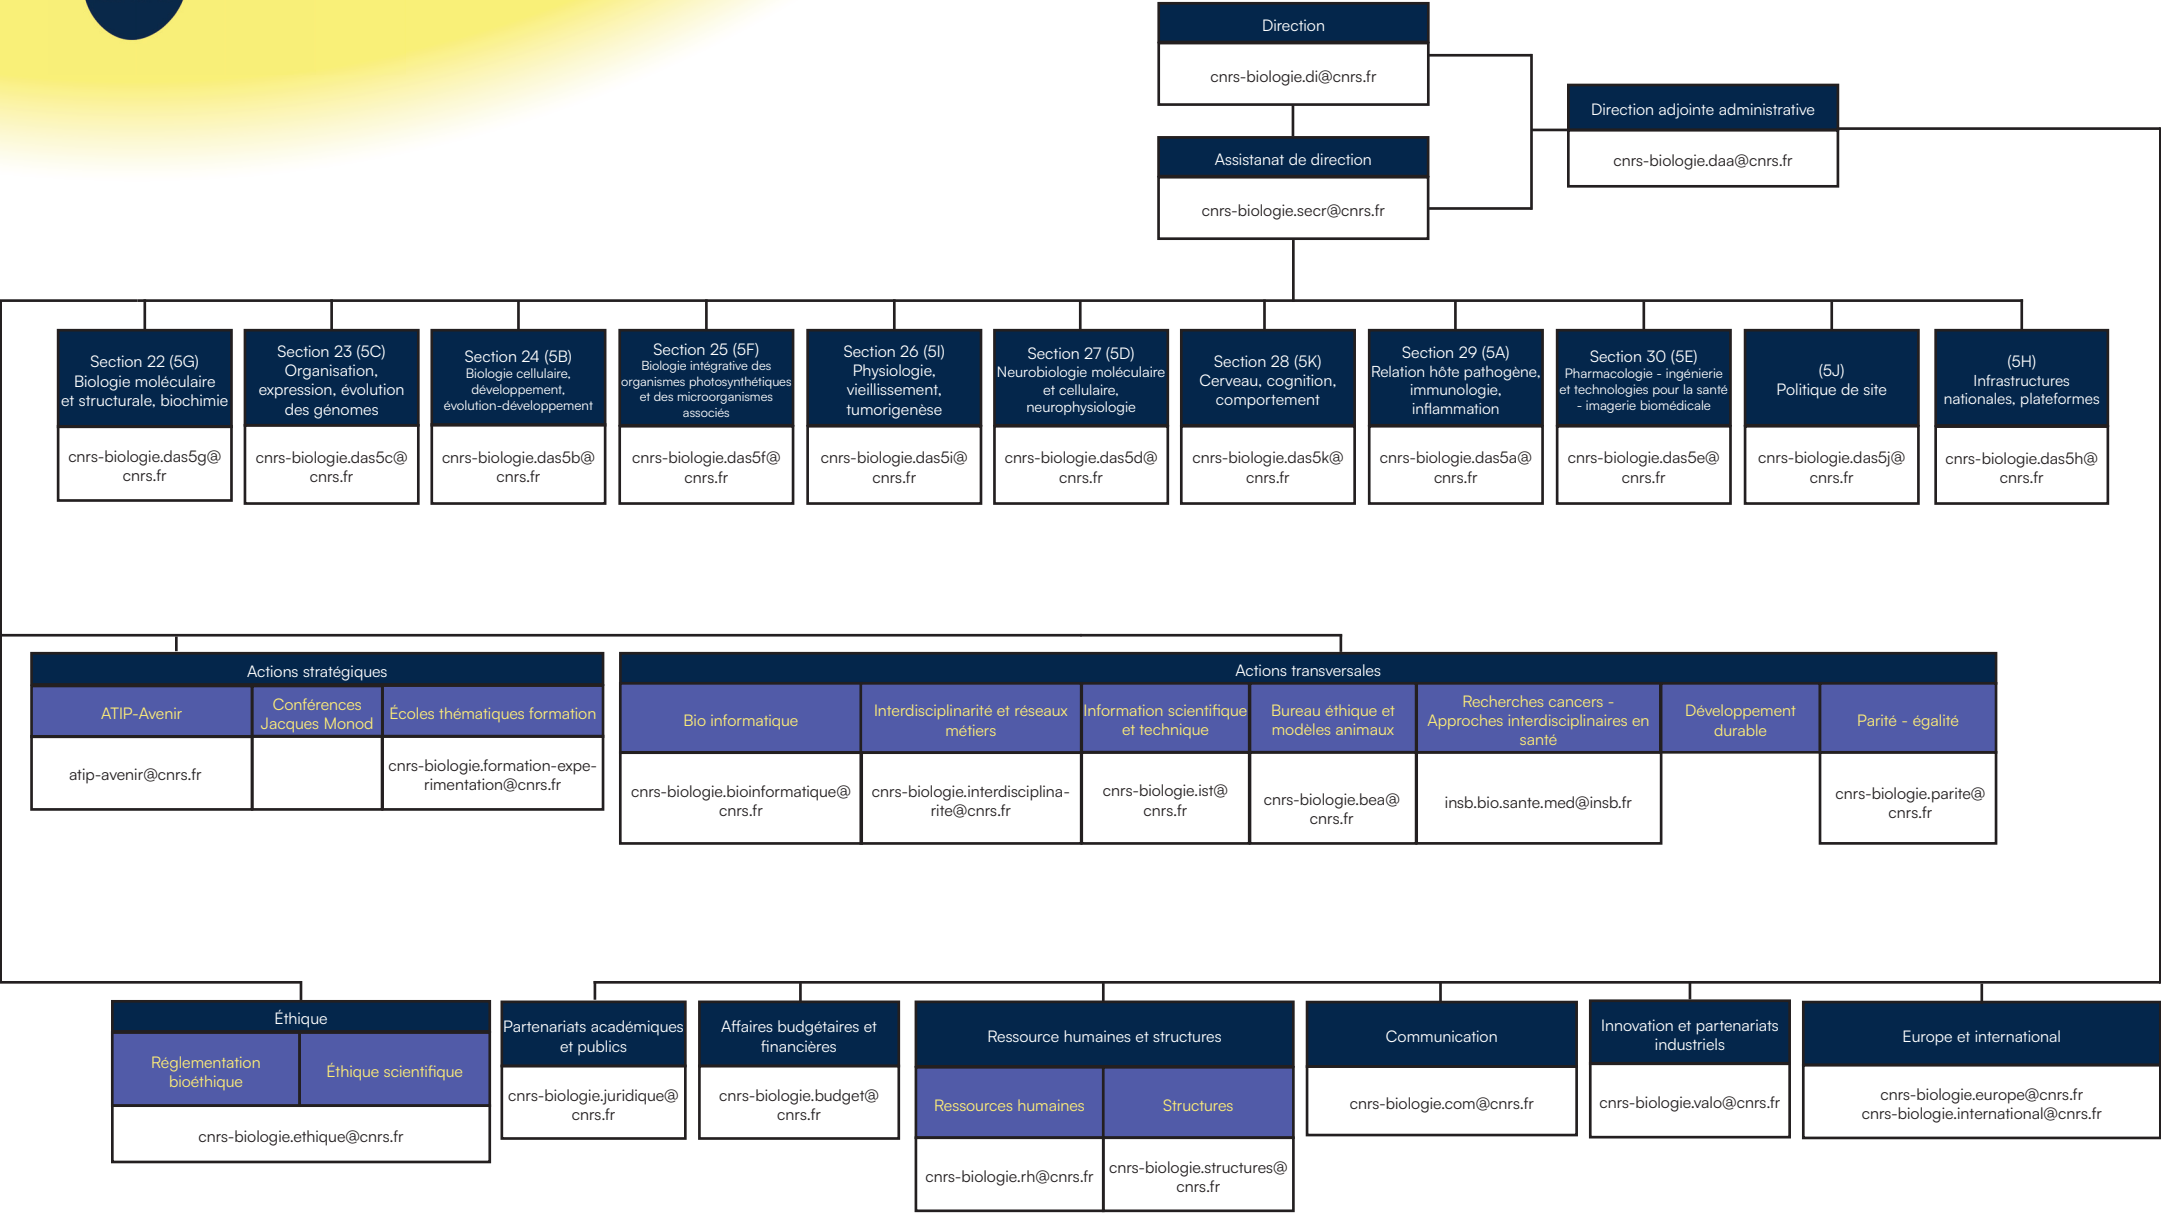 Direction
cnrs-biologie.di@cnrs.fr
Direction adjointe administrative
cnrs-biologie.daa@cnrs.fr
Assistanat de direction
cnrs-biologie.secr@cnrs.fr
Section 22 (5G)
Biologie moléculaire
et structurale, biochimie
cnrs-biologie.das5g@
cnrs.fr
Section 23 (5C)
Organisation,
expression, évolution
des génomes
cnrs-biologie.das5c@
cnrs.fr
Section 24 (5B)
Biologie cellulaire,
développement,
évolution-développement
cnrs-biologie.das5b@
cnrs.fr
Section 25 (5F)
Biologie intégrative des
organismes photosynthétiques
et des microorganismes
associés
cnrs-biologie.das5f@
cnrs.fr
Section 26 (5I)
Physiologie,
vieillissement,
tumorigenèse
cnrs-biologie.das5i@
cnrs.fr
Section 27 (5D)
Neurobiologie moléculaire
et cellulaire,
neurophysiologie
cnrs-biologie.das5d@
cnrs.fr
Section 28 (5K)
Cerveau, cognition,
comportement
cnrs-biologie.das5k@
cnrs.fr
Section 29 (5A)
Relation hôte pathogène,
immunologie,
inflammation
cnrs-biologie.das5a@
cnrs.fr
Section 30 (5E)
Pharmacologie - ingénierie
et technologies pour la santé
- imagerie biomédicale
cnrs-biologie.das5e@
cnrs.fr
(5J)
Politique de site
cnrs-biologie.das5j@
cnrs.fr
(5H)
Infrastructures
nationales, plateformes
cnrs-biologie.das5h@
cnrs.fr
Actions stratégiques
ATIP-Avenir
atip-avenir@cnrs.fr
Conférences
Jacques Monod
Écoles thématiques formation
cnrs-biologie.formation-expe-
rimentation@cnrs.fr
Actions transversales
Bio informatique
cnrs-biologie.bioinformatique@
cnrs.fr
Interdisciplinarité et réseaux
métiers
cnrs-biologie.interdisciplina-
rite@cnrs.fr
Information scientifique
et technique
cnrs-biologie.ist@
cnrs.fr
Bureau éthique et
modèles animaux
cnrs-biologie.bea@
cnrs.fr
Recherches cancers -
Approches interdisciplinaires en
santé
insb.bio.sante.med@insb.fr
Développement
durable
Parité - égalité
cnrs-biologie.parite@
cnrs.fr
Éthique
Réglementation
bioéthique
Éthique scientifique
cnrs-biologie.ethique@cnrs.fr
Partenariats académiques
et publics
cnrs-biologie.juridique@
cnrs.fr
Affaires budgétaires et
financières
cnrs-biologie.budget@
cnrs.fr
Ressource humaines et structures
Ressources humaines
cnrs-biologie.rh@cnrs.fr
Structures
cnrs-biologie.structures@
cnrs.fr
Communication
cnrs-biologie.com@cnrs.fr
Innovation et partenariats
industriels
cnrs-biologie.valo@cnrs.fr
Europe et international
cnrs-biologie.europe@cnrs.fr
cnrs-biologie.international@cnrs.fr